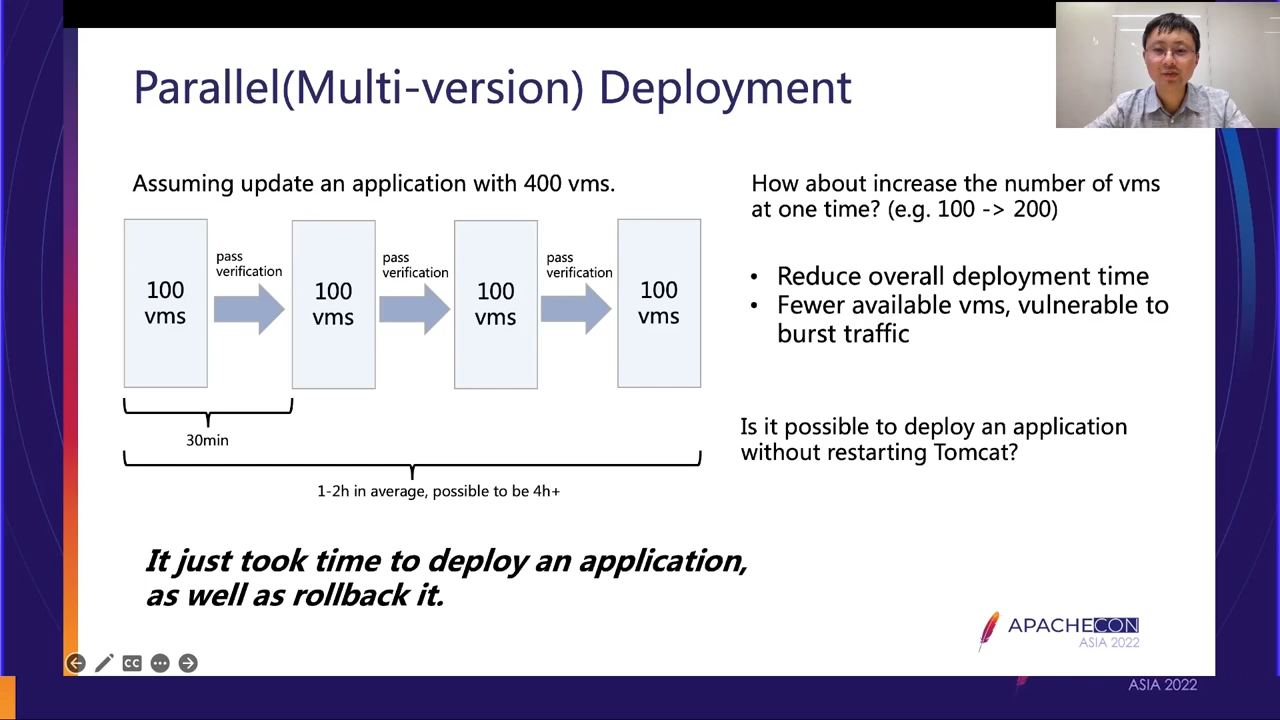 Parallel(Multi-version) Deployment
Assuming update an application with 400 vms.
100
vms
pass
verification
100
vms
pass
verification
100
vms
pass
verification
100
vms
30min
1-2h in average, possible to be 4h+
It just took time to deploy an application,
as well as rollback it.
How about increase the number of vms
at one time? (e.g. 100 -> 200)
• Reduce overall deployment time
• Fewer available vms, vulnerable to
burst traffic
Is it possible to deploy an application
without restarting Tomcat?
APACHECON
ASIA 2022
CC
ASIA 2022